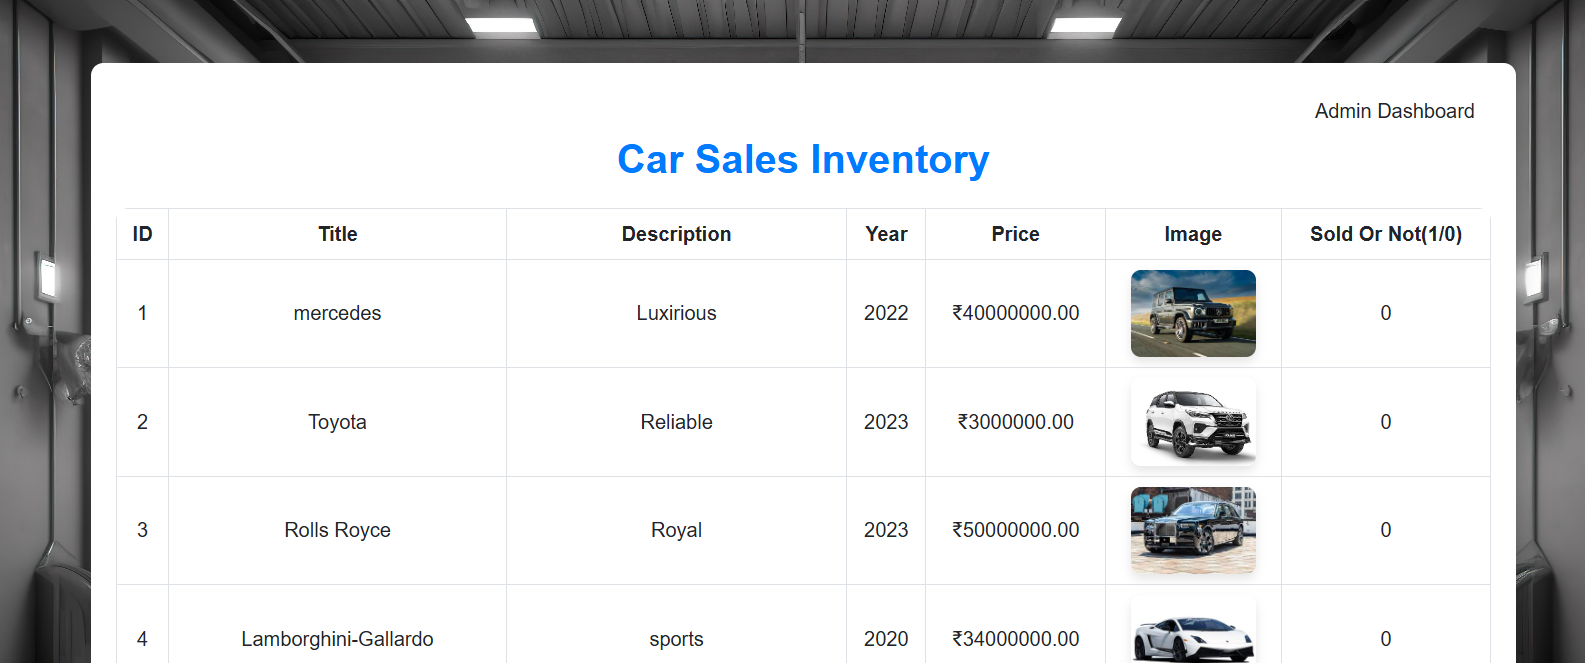 Admin Dashboard
Car Sales Inventory
ID Title Description Year Price Image Sold Or Not(1/0)
1 mercedes Luxirious 2022 ₹40000000.00 0
2 Toyota Reliable 2023 ₹3000000.00 0
3 Rolls Royce Royal 2023 ₹50000000.00 0
4 Lamborghini-Gallardo sports 2020 ₹34000000.00 0